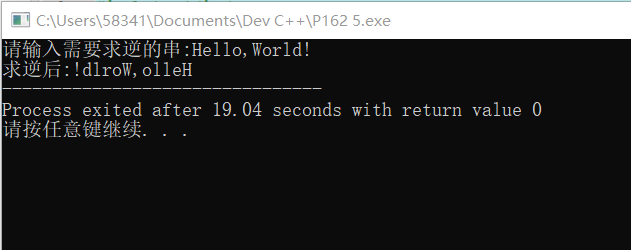 C:\Users\58341\Documents\Dev C++\P162 5.exe
请输入需要求逆的串:Hello,World!
求逆后:!dlroW,olleH
--------------------------------
Process exited after 19.04 seconds with return value 0
请按任意键继续. . .